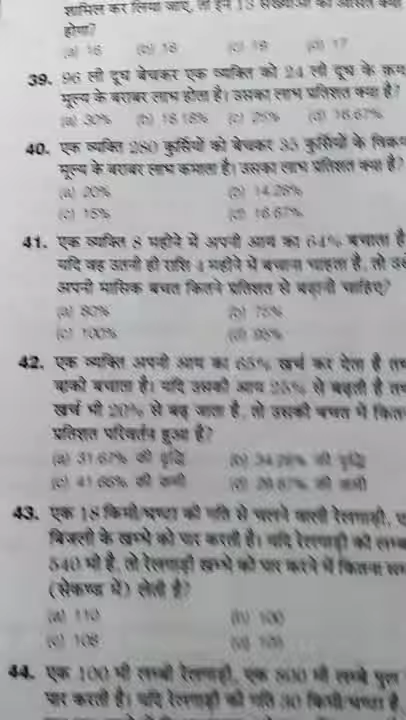 शामिल कर लिया जाए, तो इन 13 संख्याओं का औसत क्या
होगा?
(a) 16 (b) 18 (c) 19 (d) 17
39. 96 ली दूध बेचकर एक व्यक्ति को 24 ली दूध के क्रय
मूल्य के बराबर लाभ होता है। उसका लाभ प्रतिशत क्या है?
(a) 30% (b) 18.18% (c) 25% (d) 16.67%
40. एक व्यक्ति 280 कुर्सियों को बेचकर 35 कुर्सियों के विक्रय
मूल्य के बराबर लाभ कमाता है। उसका लाभ प्रतिशत क्या है?
(a) 20% (b) 14.28%
(c) 15% (d) 16.67%
41. एक व्यक्ति 8 महीने में अपनी आय का 64% बचाता है
यदि वह उतनी ही राशि 4 महीने में बचाना चाहता है, तो उसे
अपनी मासिक बचत कितने प्रतिशत से बढ़ानी चाहिए?
(a) 80% (b) 75%
(c) 100% (d) 95%
42. एक व्यक्ति अपनी आय का 65% खर्च कर देता है तथा
बाकी बचाता है। यदि उसकी आय 25% से बढ़ती है तथा
खर्च भी 20% से बढ़ जाता है, तो उसकी बचत में कितने
प्रतिशत परिवर्तन हुआ है?
(a) 31.67% की वृद्धि (b) 34.28% की वृद्धि
(c) 41.66% की कमी (d) 28.67% की कमी
43. एक 18 किमी/घण्टा की गति से चलने वाली रेलगाड़ी,
बिजली के खम्भे को पार करती है। यदि रेलगाड़ी की लम्बाई
540 मी है, तो रेलगाड़ी खम्भे को पार करने में कितना समय
(सेकण्ड में) लेती है?
(a) 110 (b) 100
(c) 108 (d) 105
44. एक 100 मी लम्बी रेलगाड़ी, एक 800 मी लम्बे पुल
पार करती है। यदि रेलगाड़ी की गति 30 किमी/घण्टा है,